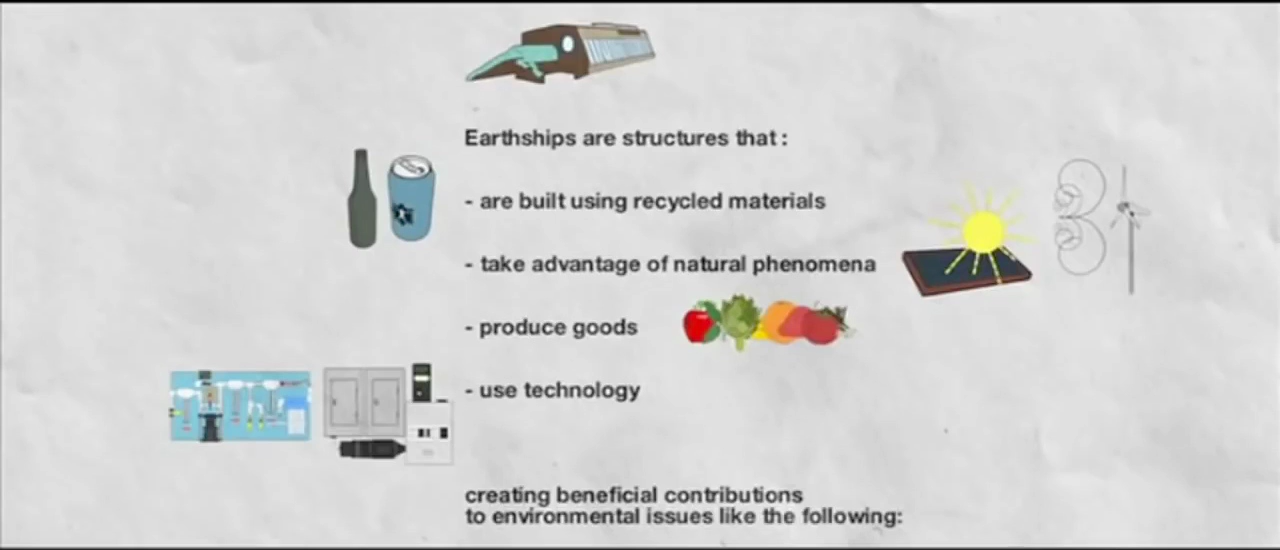 Earthships are structures that :
- are built using recycled materials
- take advantage of natural phenomena
- produce goods
- use technology
creating beneficial contributions
to environmental issues like the following: